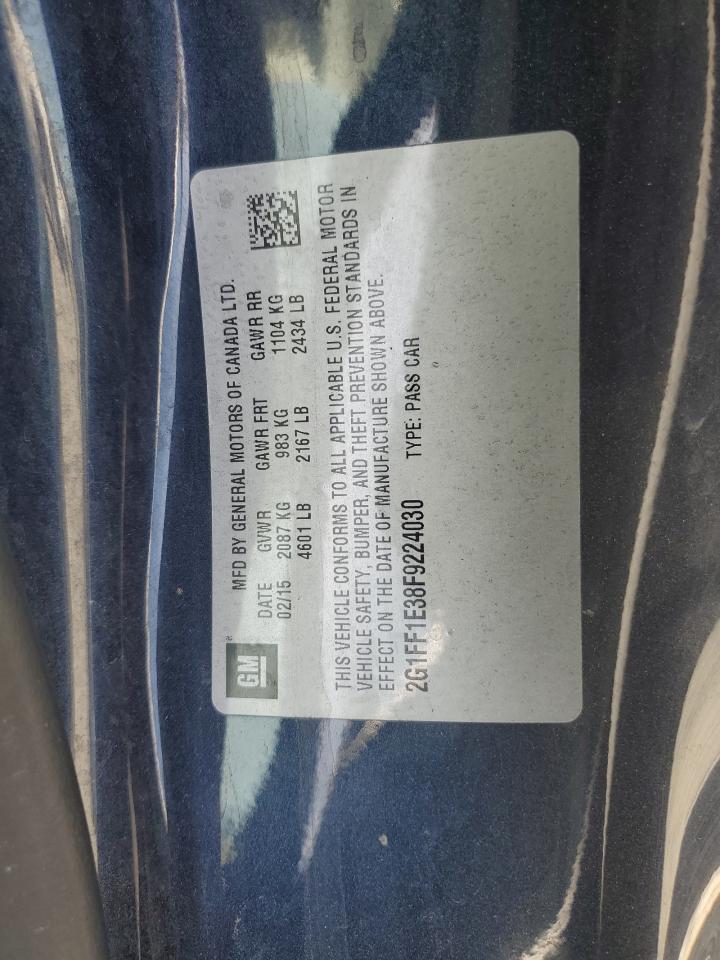 GM
MFD BY GENERAL MOTORS OF CANADA LTD.
DATE GVWR GAWR FRT GAWR RR
02/15 2087 KG 983 KG 1104 KG
4601 LB 2167 LB 2434 LB
THIS VEHICLE CONFORMS TO ALL APPLICABLE U.S. FEDERAL MOTOR
VEHICLE SAFETY, BUMPER, AND THEFT PREVENTION STANDARDS IN
EFFECT ON THE DATE OF MANUFACTURE SHOWN ABOVE.
2G1FF1E38F9224030 TYPE: PASS CAR